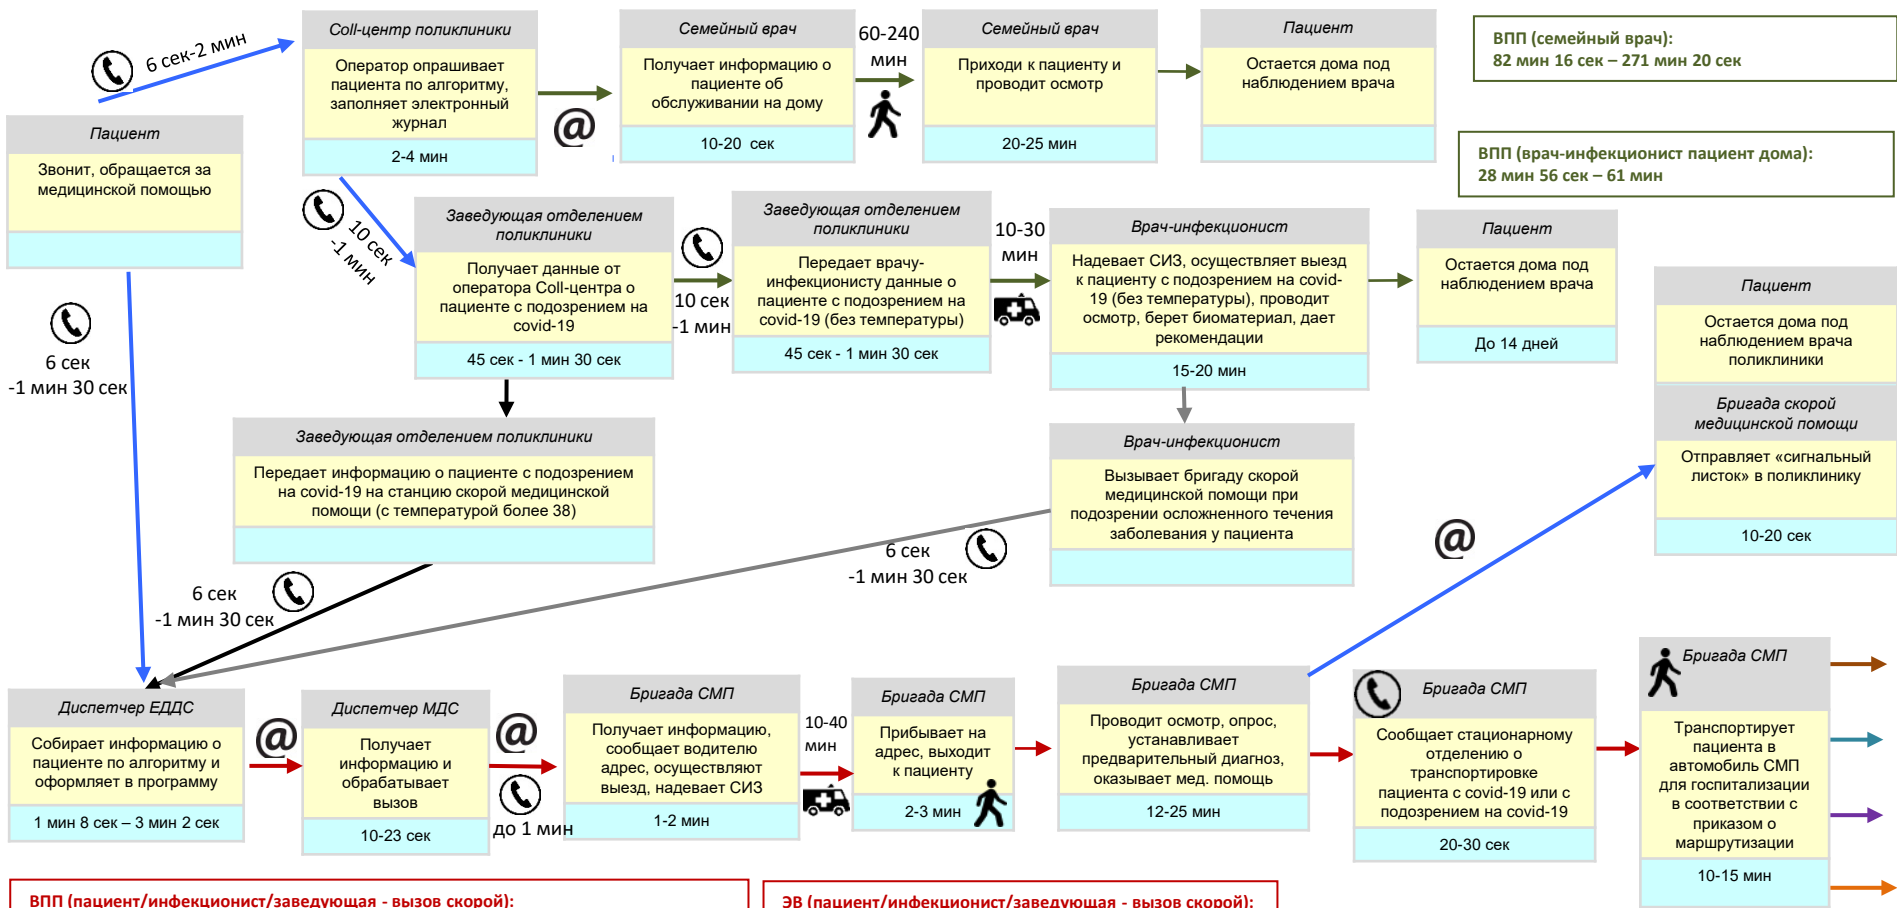 Coll-центр поликлиники
Оператор опрашивает
пациента по алгоритму,
заполняет электронный
журнал
2-4 мин
Семейный врач
Получает информацию о
пациенте об
обслуживании на дому
10-20 сек
60-240
мин
Семейный врач
Приходи к пациенту и
проводит осмотр
20-25 мин
Пациент
Остается дома под
наблюдением врача
ВПП (семейный врач):
82 мин 16 сек – 271 мин 20 сек
6 сек-2 мин
@
Пациент
Звонит, обращается за
медицинской помощью
ВПП (врач-инфекционист пациент дома):
28 мин 56 сек – 61 мин
10 сек
-1 мин
Заведующая отделением
поликлиники
Получает данные от
оператора Coll-центра о
пациенте с подозрением на
covid-19
45 сек - 1 мин 30 сек
10 сек
-1 мин
Заведующая отделением
поликлиники
Передает врачу-
инфекционисту данные о
пациенте с подозрением на
covid-19 (без температуры)
45 сек - 1 мин 30 сек
10-30
мин
Врач-инфекционист
Надевает СИЗ, осуществляет выезд
к пациенту с подозрением на covid-
19 (без температуры), проводит
осмотр, берет биоматериал, дает
рекомендации
15-20 мин
Пациент
Остается дома под
наблюдением врача
До 14 дней
Пациент
Остается дома под
наблюдением врача
поликлиники
Бригада скорой
медицинской помощи
Отправляет «сигнальный
листок» в поликлинику
10-20 сек
6 сек
-1 мин 30 сек
Заведующая отделением поликлиники
Передает информацию о пациенте с подозрением
на covid-19 на станцию скорой медицинской
помощи (с температурой более 38)
Врач-инфекционист
Вызывает бригаду скорой
медицинской помощи при
подозрении осложненного течения
заболевания у пациента
@
6 сек
-1 мин 30 сек
6 сек
-1 мин 30 сек
Диспетчер ЕДДС
Собирает информацию о
пациенте по алгоритму и
оформляет в программу
1 мин 8 сек – 3 мин 2 сек
@
Диспетчер МДС
Получает
информацию и
обрабатывает
вызов
10-23 сек
@
до 1 мин
Бригада СМП
Получает информацию,
сообщает водителю
адрес, осуществляют
выезд, надевает СИЗ
1-2 мин
10-40
мин
Бригада СМП
Прибывает на
адрес, выходит
к пациенту
2-3 мин
Бригада СМП
Проводит осмотр, опрос,
устанавливает
предварительный диагноз,
оказывает мед. помощь
12-25 мин
Бригада СМП
Сообщает стационарному
отделению о
транспортировке
пациента с covid-19 или с
подозрением на covid-19
20-30 сек
Бригада СМП
Транспортирует
пациента в
автомобиль СМП
для госпитализации
в соответствии с
приказом о
маршрутизации
10-15 мин
ВПП (пациент/инфекционист/заведующая - вызов скорой):
ЭВ (пациент/инфекционист/заведующая - вызов скорой):